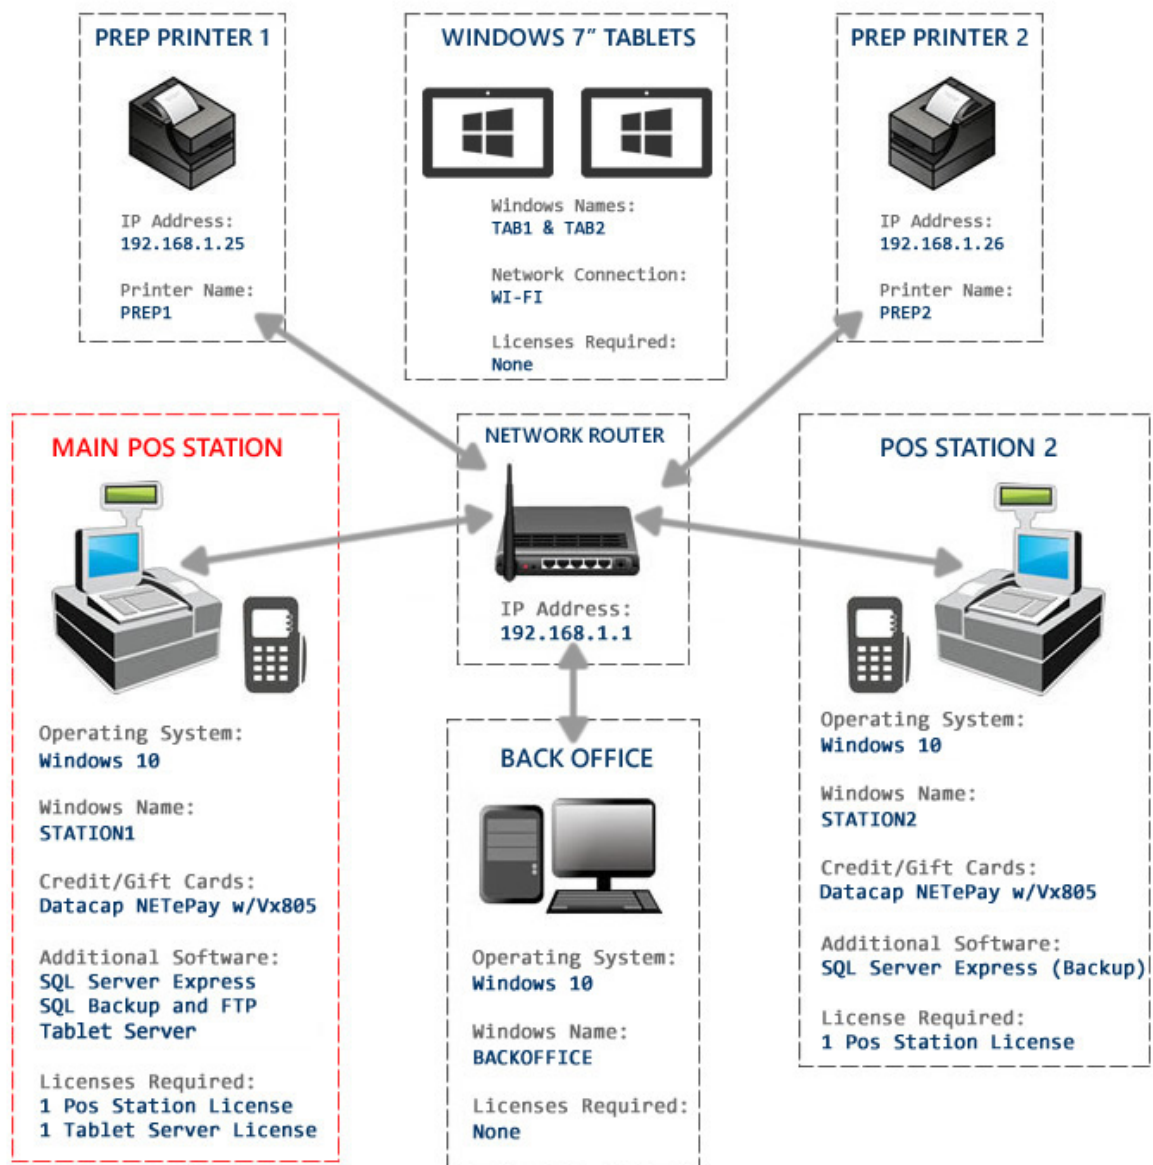 PREP PRINTER 1
IP Address:
192.168.1.25
Printer Name:
PREP1
WINDOWS 7” TABLETS
Windows Names:
TAB1 & TAB2
Network Connection:
WI-FI
Licenses Required:
None
PREP PRINTER 2
IP Address:
192.168.1.26
Printer Name:
PREP2
MAIN POS STATION
Operating System:
Windows 10
Windows Name:
STATION1
Credit/Gift Cards:
Datacap NETePay w/Vx805
Additional Software:
SQL Server Express
SQL Backup and FTP
Tablet Server
Licenses Required:
1 Pos Station License
1 Tablet Server License
NETWORK ROUTER
IP Address:
192.168.1.1
BACK OFFICE
Operating System:
Windows 10
Windows Name:
BACKOFFICE
Licenses Required:
None
POS STATION 2
Operating System:
Windows 10
Windows Name:
STATION2
Credit/Gift Cards:
Datacap NETePay w/Vx805
Additional Software:
SQL Server Express (Backup)
License Required:
1 Pos Station License